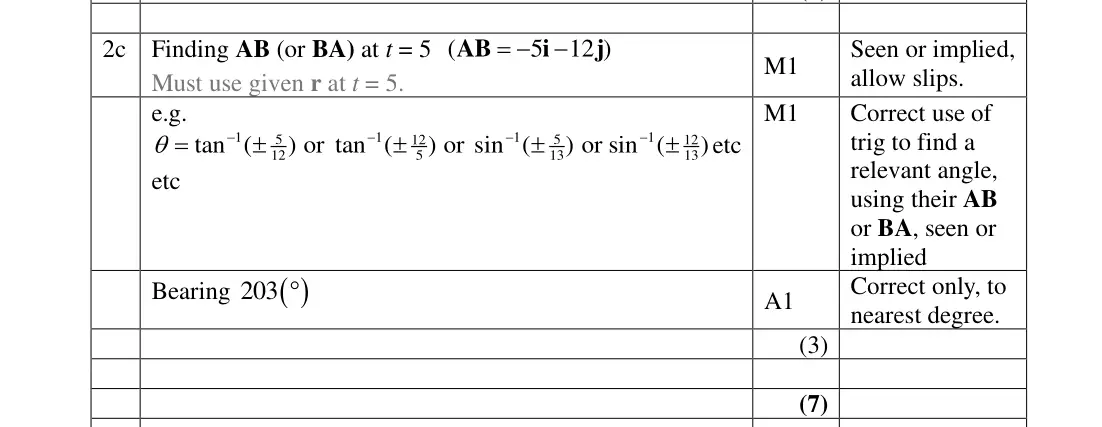 2c Finding AB (or BA) at t = 5 (AB = −5i −12j) M1 Seen or implied,
allow slips.
Must use given r at t = 5.
e.g. M1 Correct use of
trig to find a
relevant angle,
using their AB
or BA, seen or
implied
θ = tan⁻¹(± 5/12) or tan⁻¹(± 12/5) or sin⁻¹(± 5/13) or sin⁻¹(± 12/13) etc
etc
Bearing 203(°) A1 Correct only, to
nearest degree.
(3)
(7)